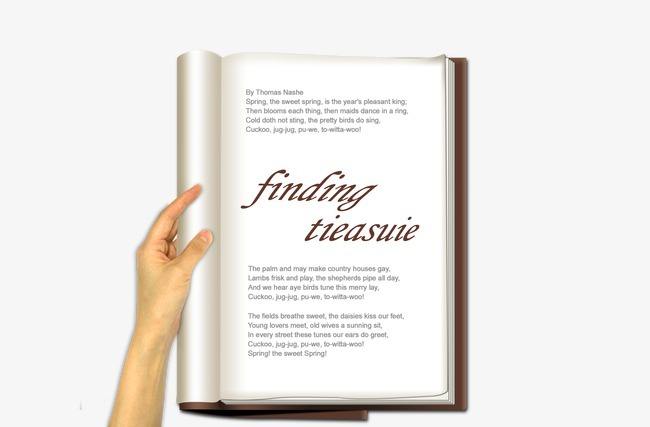 By Thomas Nashe
Spring, the sweet spring, is the year's pleasant king;
Then blooms each thing, then maids dance in a ring,
Cold doth not sting, the pretty birds do sing,
Cuckoo, jug-jug, pu-we, to-witta-woo!
finding
tieasuie
The palm and may make country houses gay,
Lambs frisk and play, the shepherds pipe all day,
And we hear aye birds tune this merry lay,
Cuckoo, jug-jug, pu-we, to-witta-woo!
The fields breathe sweet, the daisies kiss our feet,
Young lovers meet, old wives a sunning sit,
In every street these tunes our ears do greet,
Cuckoo, jug-jug, pu-we, to-witta-woo!
Spring! the sweet Spring!